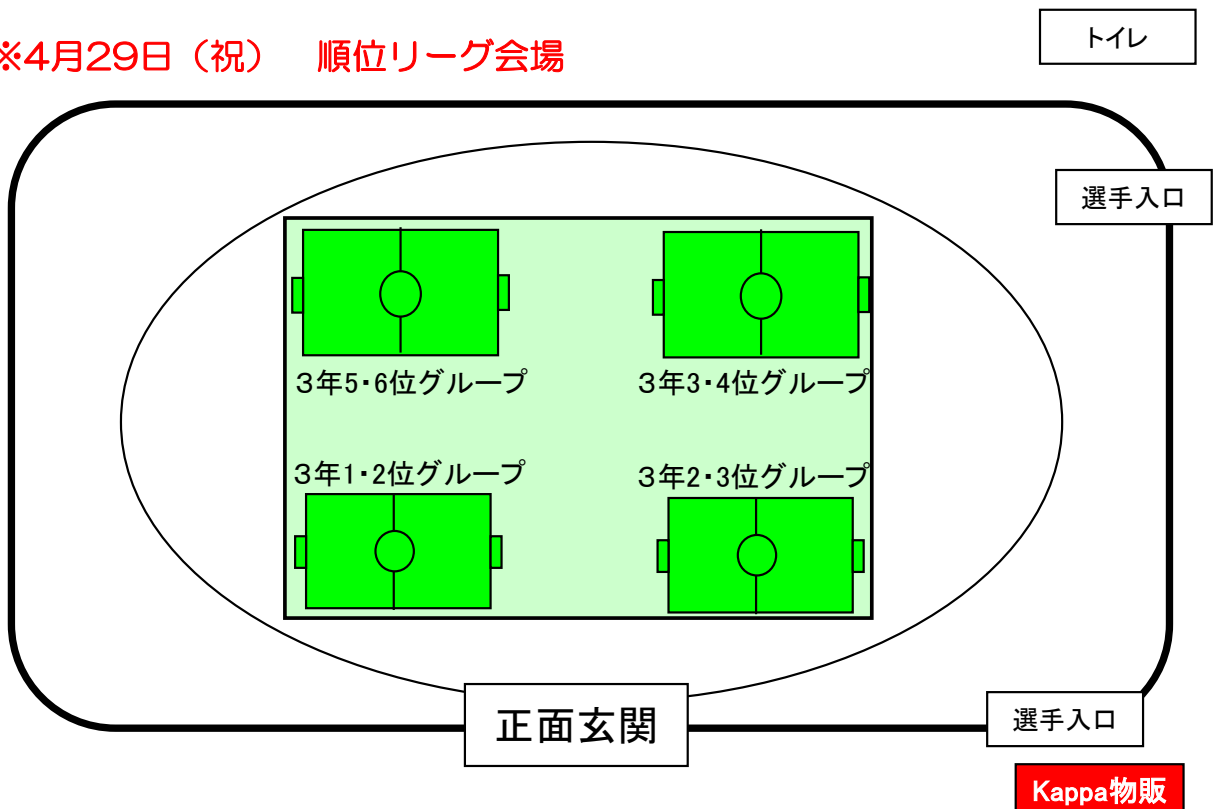 ※4月29日（祝）　順位リーグ会場
トイレ
選手入口
３年5・6位グループ
３年3・4位グループ
３年1・2位グループ
３年2・3位グループ
正面玄関
選手入口
Kappa物販